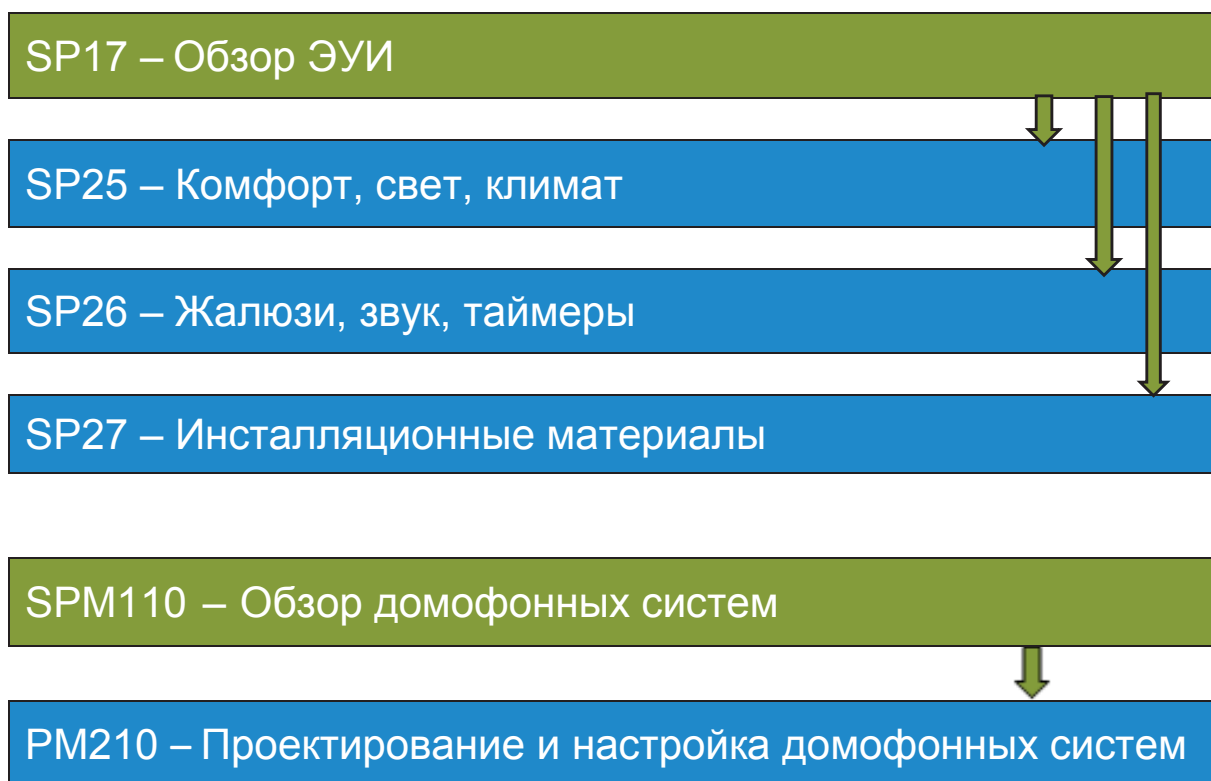 SP17 – Обзор ЭУИ
SP25 – Комфорт, свет, климат
SP26 – Жалюзи, звук, таймеры
SP27 – Инсталляционные материалы
SPM110 – Обзор домофонных систем
PM210 – Проектирование и настройка домофонных систем